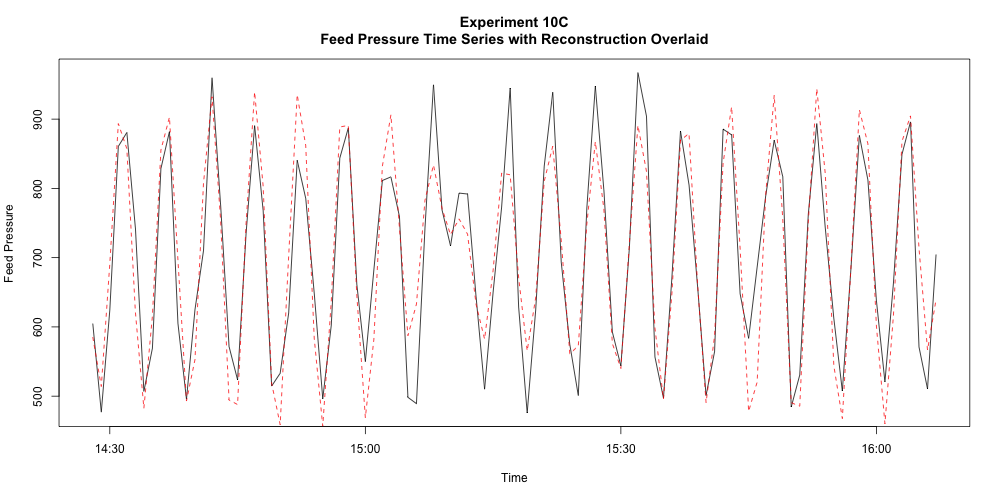 Experiment 10C
Feed Pressure Time Series with Reconstruction Overlaid
Feed Pressure
900
800
700
600
500
14:30
15:00
15:30
16:00
Time